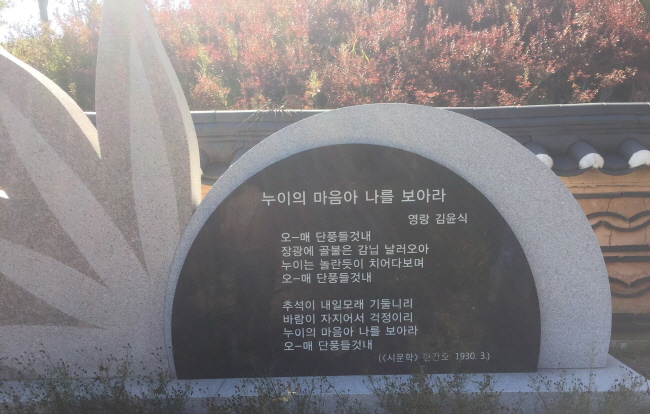 누이의 마음아 나를 보아라
영랑 김윤식
오-매 단풍들것내
장광에 골불은 감닙 날러오아
누이는 놀란듯이 치어다보며
오-매 단풍들것내
추석이 내일모래 기둘니리
바람이 자지어서 걱정이리
누이의 마음아 나를 보아라
오-매 단풍들것내
(《시문학》 창간호 1930. 3.)